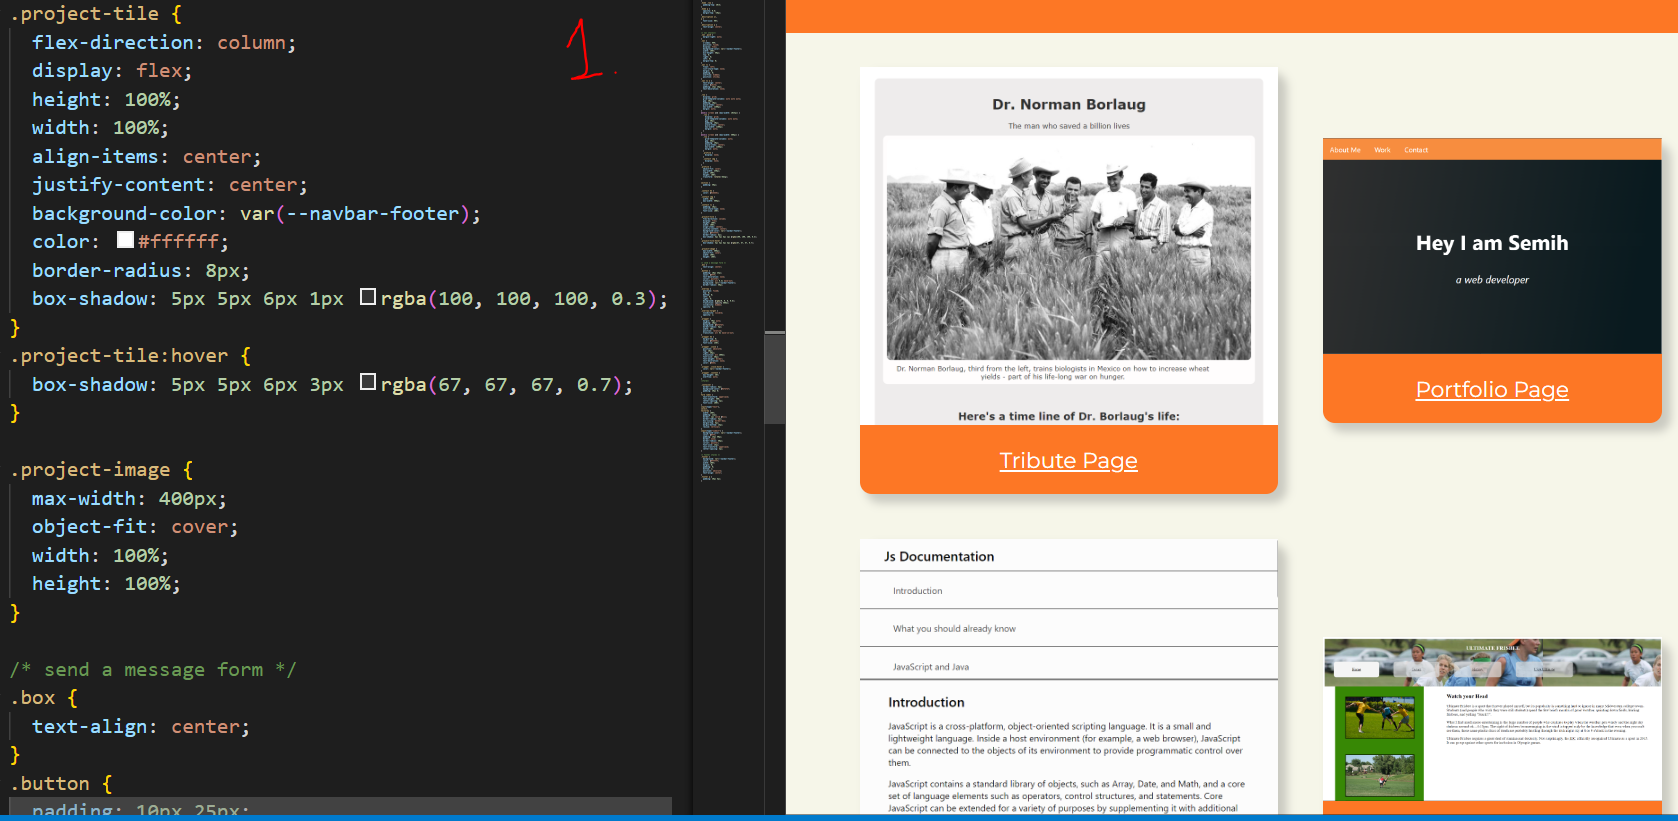 .project-tile {
flex-direction: column;
display: flex;
height: 100%;
width: 100%;
align-items: center;
justify-content: center;
background-color: var(--navbar-footer);
color: #ffffff;
border-radius: 8px;
box-shadow: 5px 5px 6px 1px rgba(100, 100, 100, 0.3);
}
.project-tile:hover {
box-shadow: 5px 5px 6px 3px rgba(67, 67, 67, 0.7);
}
.project-image {
max-width: 400px;
object-fit: cover;
width: 100%;
height: 100%;
}
/* send a message form */
.box {
text-align: center;
}
.button {
padding: 10px 25px;
1.
Dr. Norman Borlaug
The man who saved a billion lives
Dr. Norman Borlaug, third from the left, trains biologists in Mexico on how to increase wheat
yields - part of his life-long war on hunger.
Here's a time line of Dr. Borlaug's life:
Tribute Page
About Me Work Contact
Hey I am Semih
a web developer
Portfolio Page
Js Documentation
Introduction
What you should already know
JavaScript and Java
Introduction
JavaScript is a cross-platform, object-oriented scripting language. It is a small and
lightweight language. Inside a host environment (for example, a web browser), JavaScript
can be connected to the objects of its environment to provide programmatic control over
them.
JavaScript contains a standard library of objects, such as Array, Date, and Math, and a core
set of language elements such as operators, control structures, and statements. Core
JavaScript can be extended for a variety of purposes by supplementing it with additional
ULTIMATE FRISBEE
Watch your Head